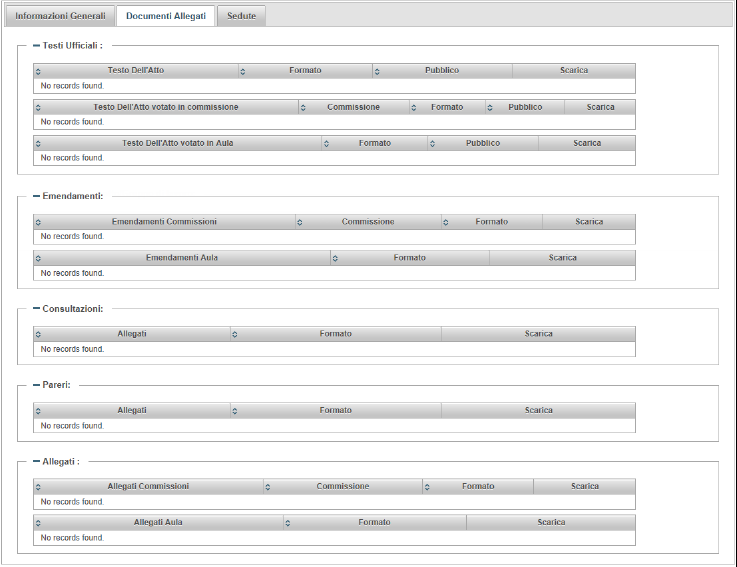 Informazioni Generali Documenti Allegati Sedute
Testi Ufficiali :
Testo Dell'Atto Formato Pubblico Scarica
No records found.
Testo Dell'Atto votato in commissione Commissione Formato Pubblico Scarica
No records found.
Testo Dell'Atto votato in Aula Formato Pubblico Scarica
No records found.
Emendamenti:
Emendamenti Commissioni Commissione Formato Scarica
No records found.
Emendamenti Aula Formato Scarica
No records found.
Consultazioni:
Allegati Formato Scarica
No records found.
Pareri:
Allegati Formato Scarica
No records found.
Allegati :
Allegati Commissioni Commissione Formato Scarica
No records found.
Allegati Aula Formato Scarica
No records found.